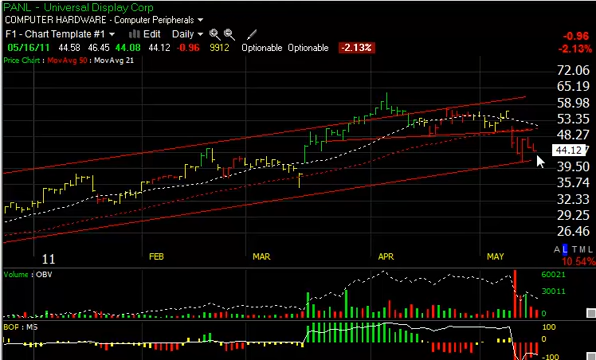 PANL - Universal Display Corp
COMPUTER HARDWARE - Computer Peripherals
F1 - Chart Template #1 Edit Daily
05/16/11 44.58 46.45 44.08 44.12 -0.96 9912 Optionable Optionable -2.13%
-0.96
-2.13%
Price Chart : MovAvg 50 : MovAvg 21
72.06
65.19
58.98
53.35
48.27
44.12
39.50
35.74
32.33
29.25
26.46
11 FEB MAR APR MAY
A L T M L
10.54%
Volume : OBV
60021
30011
BOP : MS
100
0
-100